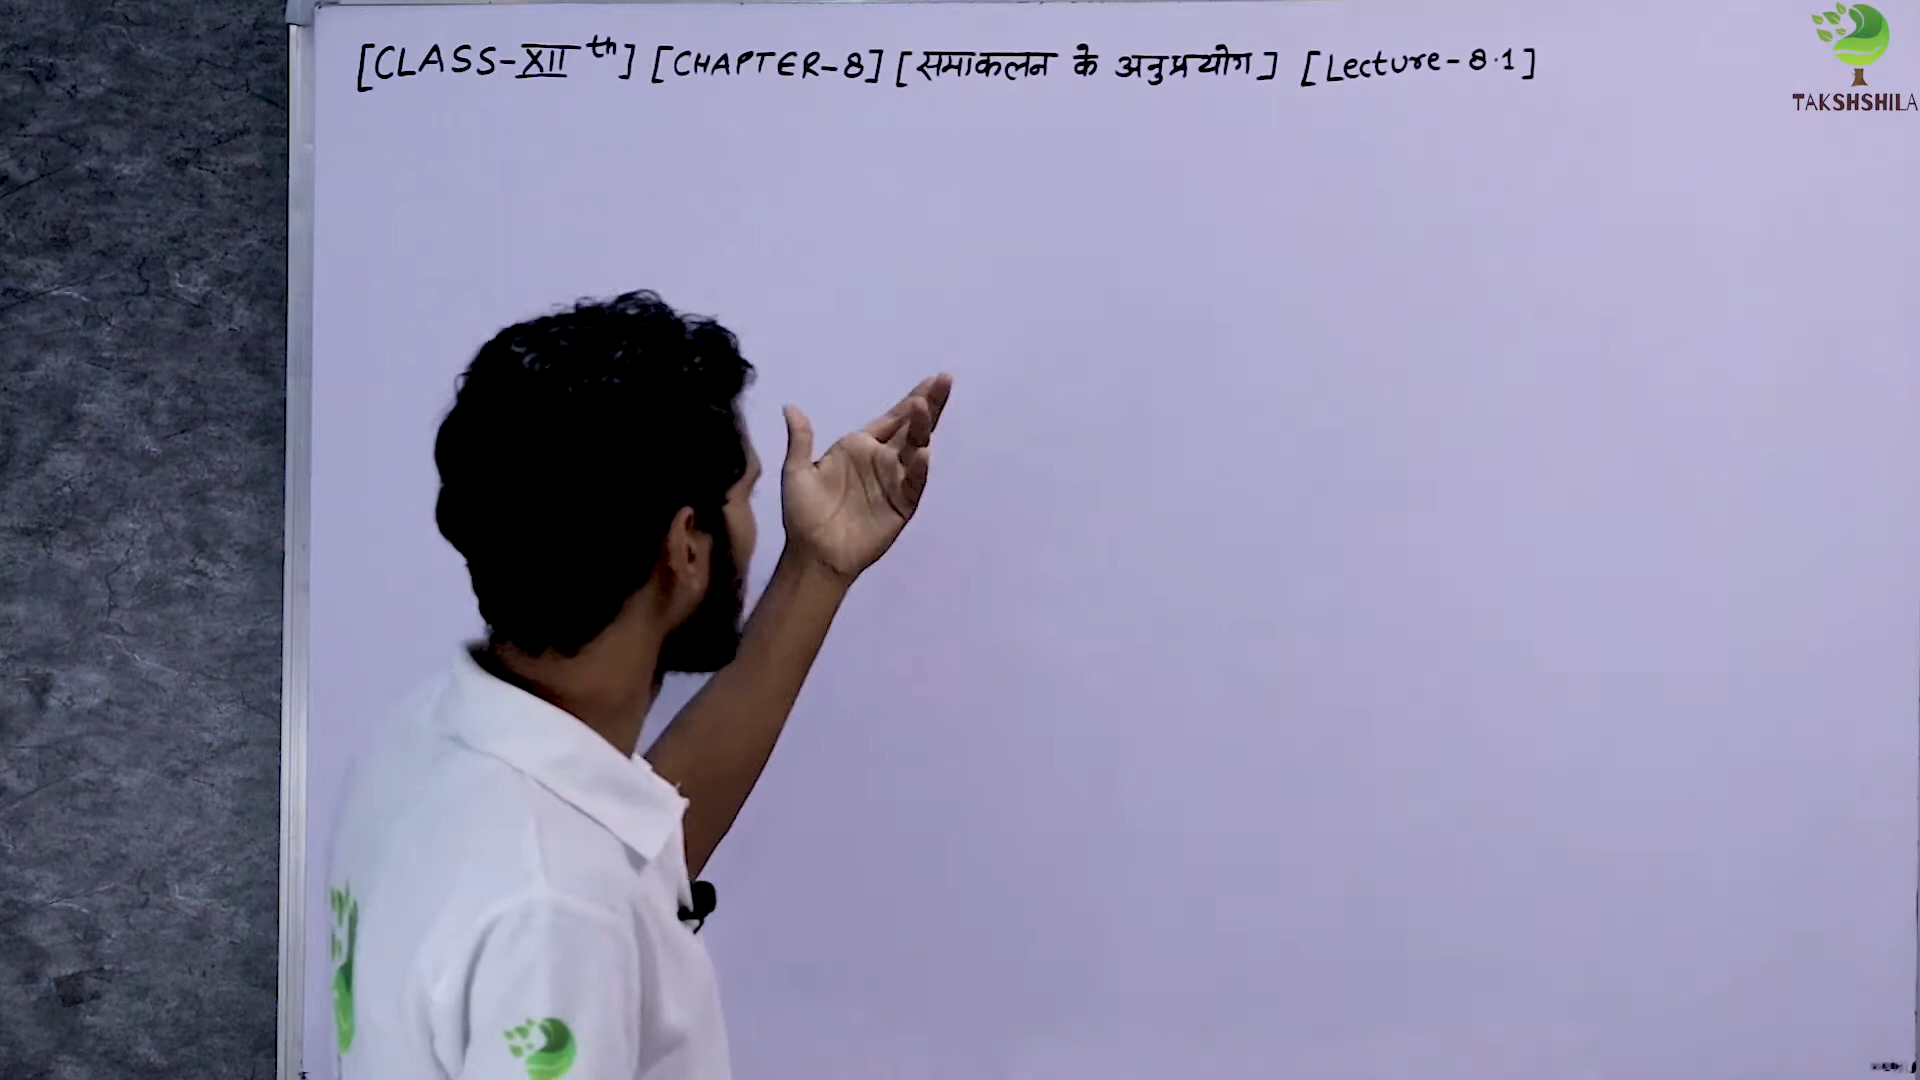 [CLASS-XII th] [CHAPTER-8] [समाकलन के अनुप्रयोग] [Lecture-8.1]
TAKSHSHILA